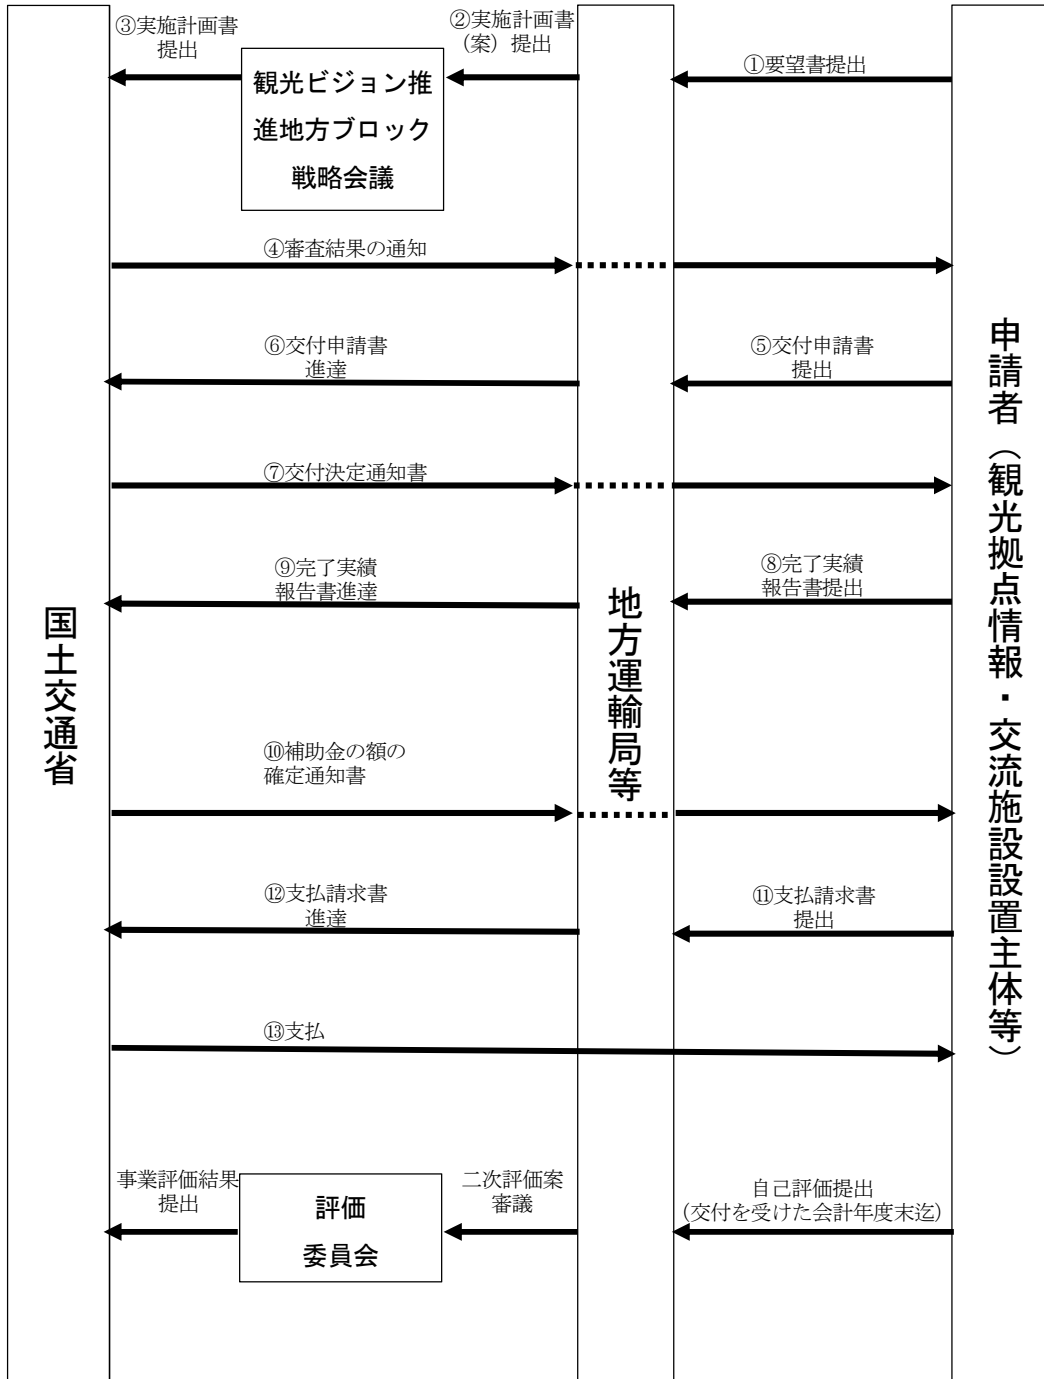 ③実施計画書
提出
②実施計画書
（案）提出
①要望書提出
観光ビジョン推
進地方ブロック
戦略会議
④審査結果の通知
⑥交付申請書
進達
⑤交付申請書
提出
⑦交付決定通知書
⑨完了実績
報告書進達
⑧完了実績
報告書提出
⑩補助金の額の
確定通知書
⑫支払請求書
進達
⑪支払請求書
提出
⑬支払
事業評価結果
提出
評価
委員会
二次評価案
審議
自己評価提出
（交付を受けた会計年度末迄）
国土交通省
地方運輸局等
申請者（観光拠点情報・交流施設設置主体等）